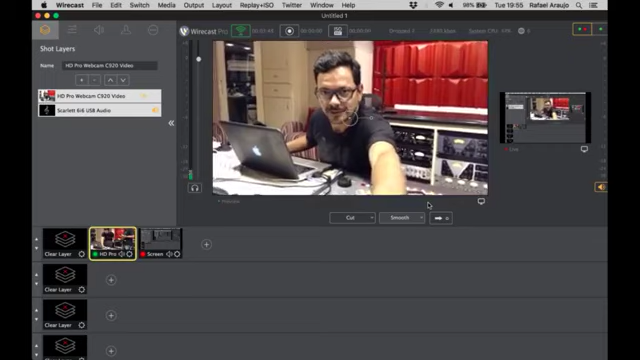 Wirecast Edit Switch Media Output Layout Replay+ISO Twitter Window Help 98% Tue 19:55 Rafael Araujo
Untitled 1
Wirecast Pro
Shot Layers
Name: HD Pro Webcam C920 Video
HD Pro Webcam C920 Video
Scarlett 6i6 USB Audio
Preview
Live
Cut Smooth
Clear Layer HD Pro Screen
Clear Layer
Clear Layer
Clear Layer